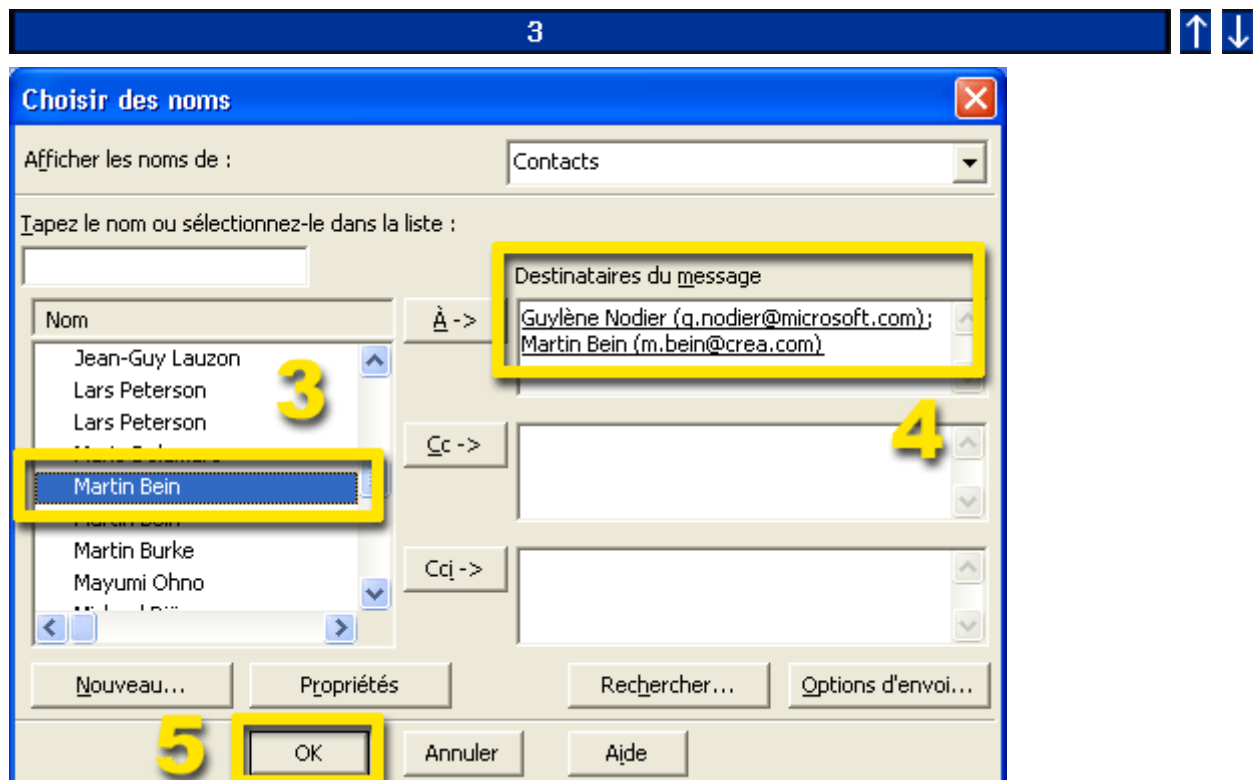 3
Choisir des noms
Afficher les noms de :
Contacts
Tapez le nom ou sélectionnez-le dans la liste :
Destinataires du message
Nom
À ->
Guylène Nodier (g.nodier@microsoft.com);
Martin Bein (m.bein@crea.com)
Jean-Guy Lauzon
3
Lars Peterson
Lars Peterson
4
Cc ->
Martin Bein
Martin Bein
Martin Burke
Cci ->
Mayumi Ohno
Nouveau...
Propriétés
Rechercher...
Options d'envoi...
5
OK
Annuler
Aide